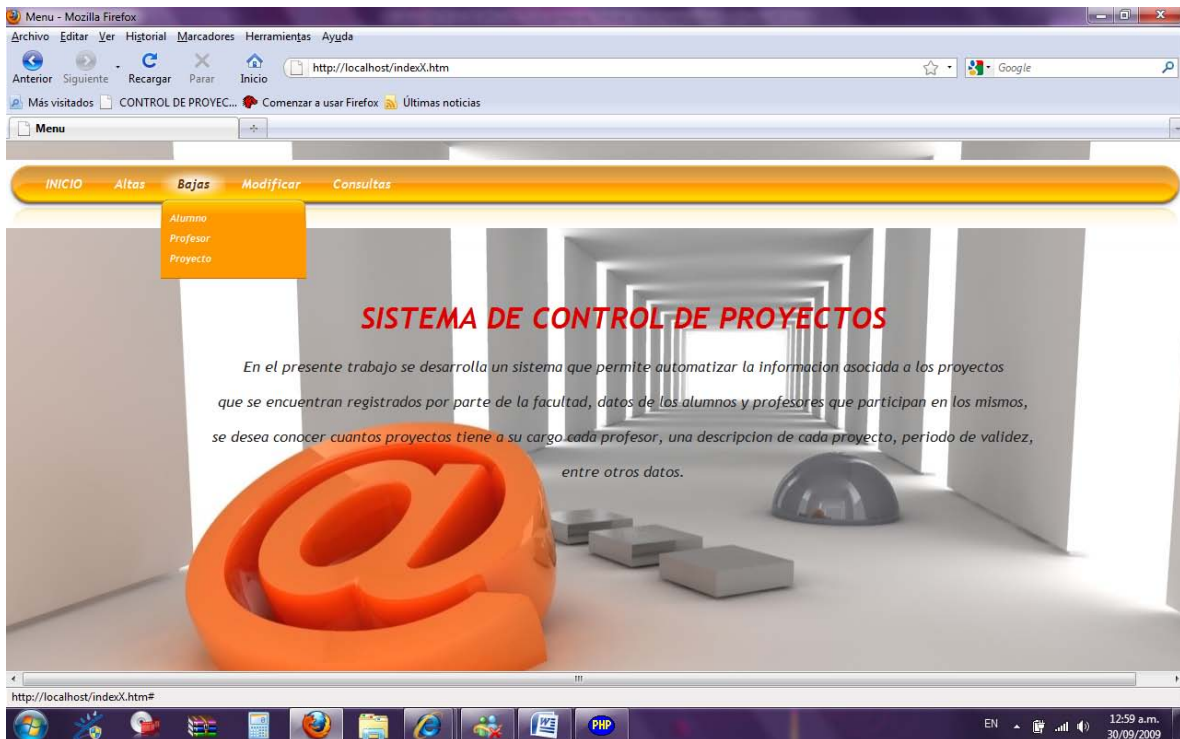 Menu - Mozilla Firefox
Archivo Editar Ver Historial Marcadores Herramientas Ayuda
Anterior Siguiente Recargar Parar Inicio http://localhost/indexX.htm Google
Más visitados CONTROL DE PROYEC... Comenzar a usar Firefox Últimas noticias
Menu
INICIO Altas Bajas Modificar Consultas
Alumno
Profesor
Proyecto
SISTEMA DE CONTROL DE PROYECTOS
En el presente trabajo se desarrolla un sistema que permite automatizar la informacion asociada a los proyectos
que se encuentran registrados por parte de la facultad, datos de los alumnos y profesores que participan en los mismos,
se desea conocer cuantos proyectos tiene a su cargo cada profesor, una descripcion de cada proyecto, periodo de validez,
entre otros datos.
http://localhost/indexX.htm#
PHP
EN
12:59 a.m.
30/09/2009